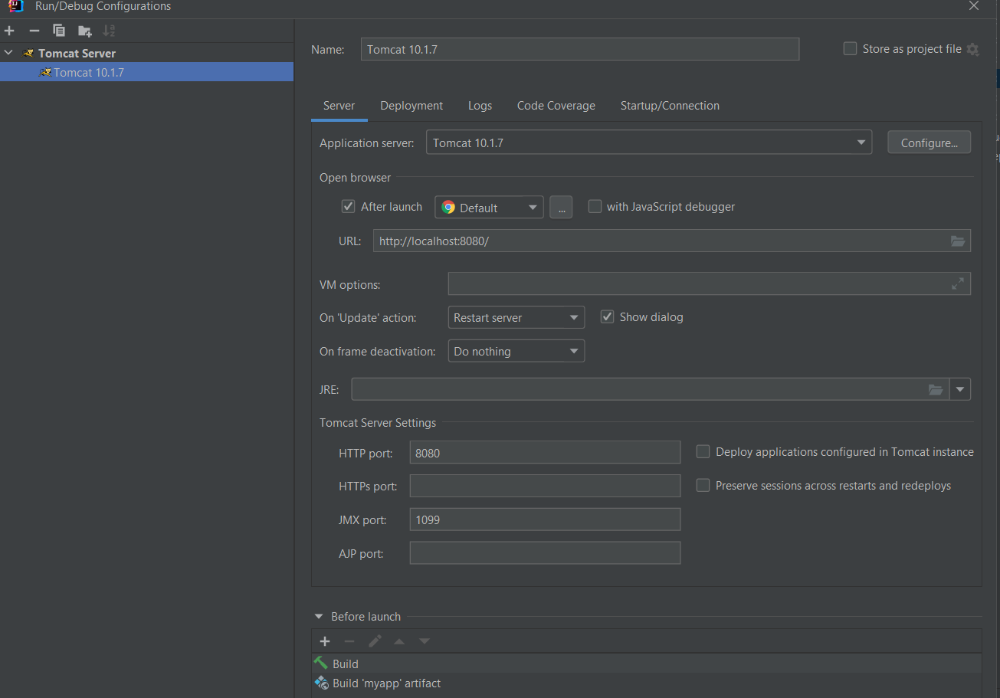 Run/Debug Configurations
Tomcat Server
Tomcat 10.1.7
Name: Tomcat 10.1.7 Store as project file
Server Deployment Logs Code Coverage Startup/Connection
Application server: Tomcat 10.1.7 Configure...
Open browser
After launch Default ... with JavaScript debugger
URL: http://localhost:8080/
VM options:
On 'Update' action: Restart server Show dialog
On frame deactivation: Do nothing
JRE:
Tomcat Server Settings
HTTP port: 8080 Deploy applications configured in Tomcat instance
HTTPs port: Preserve sessions across restarts and redeploys
JMX port: 1099
AJP port:
Before launch
Build
Build 'myapp' artifact